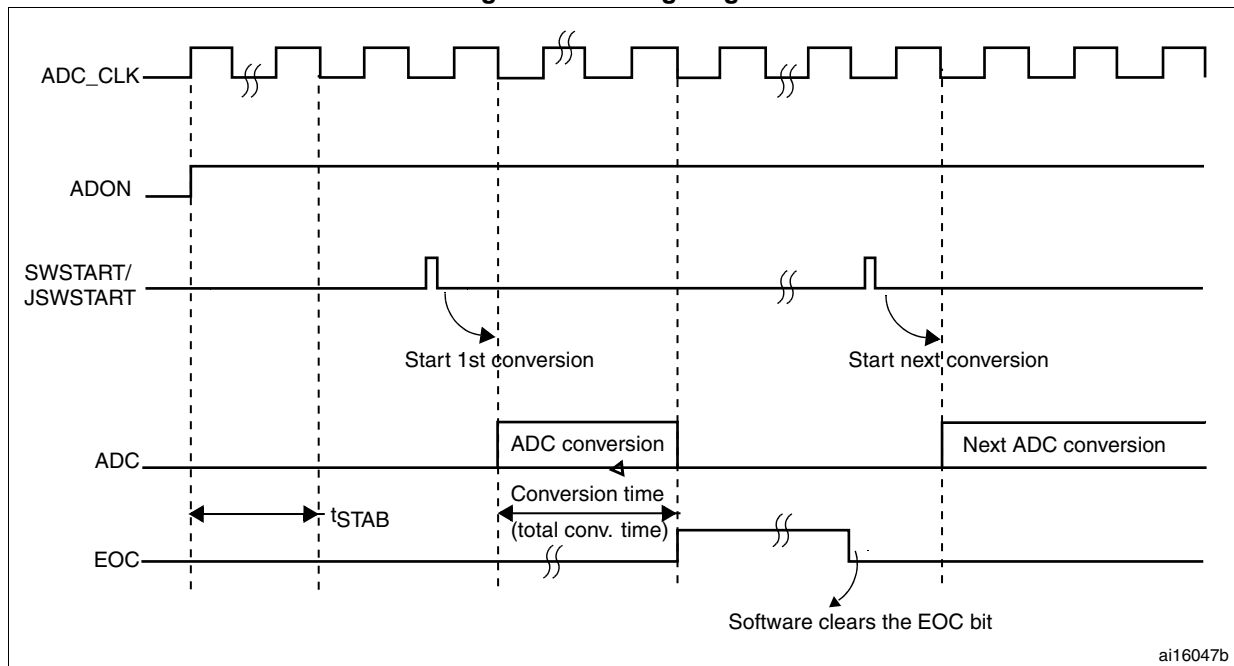 ADC_CLK
ADON
SWSTART/
JSWSTART
Start 1st conversion
Start next conversion
ADC conversion
Next ADC conversion
ADC
Conversion time
tSTAB
(total conv. time)
EOC
Software clears the EOC bit
ai16047b